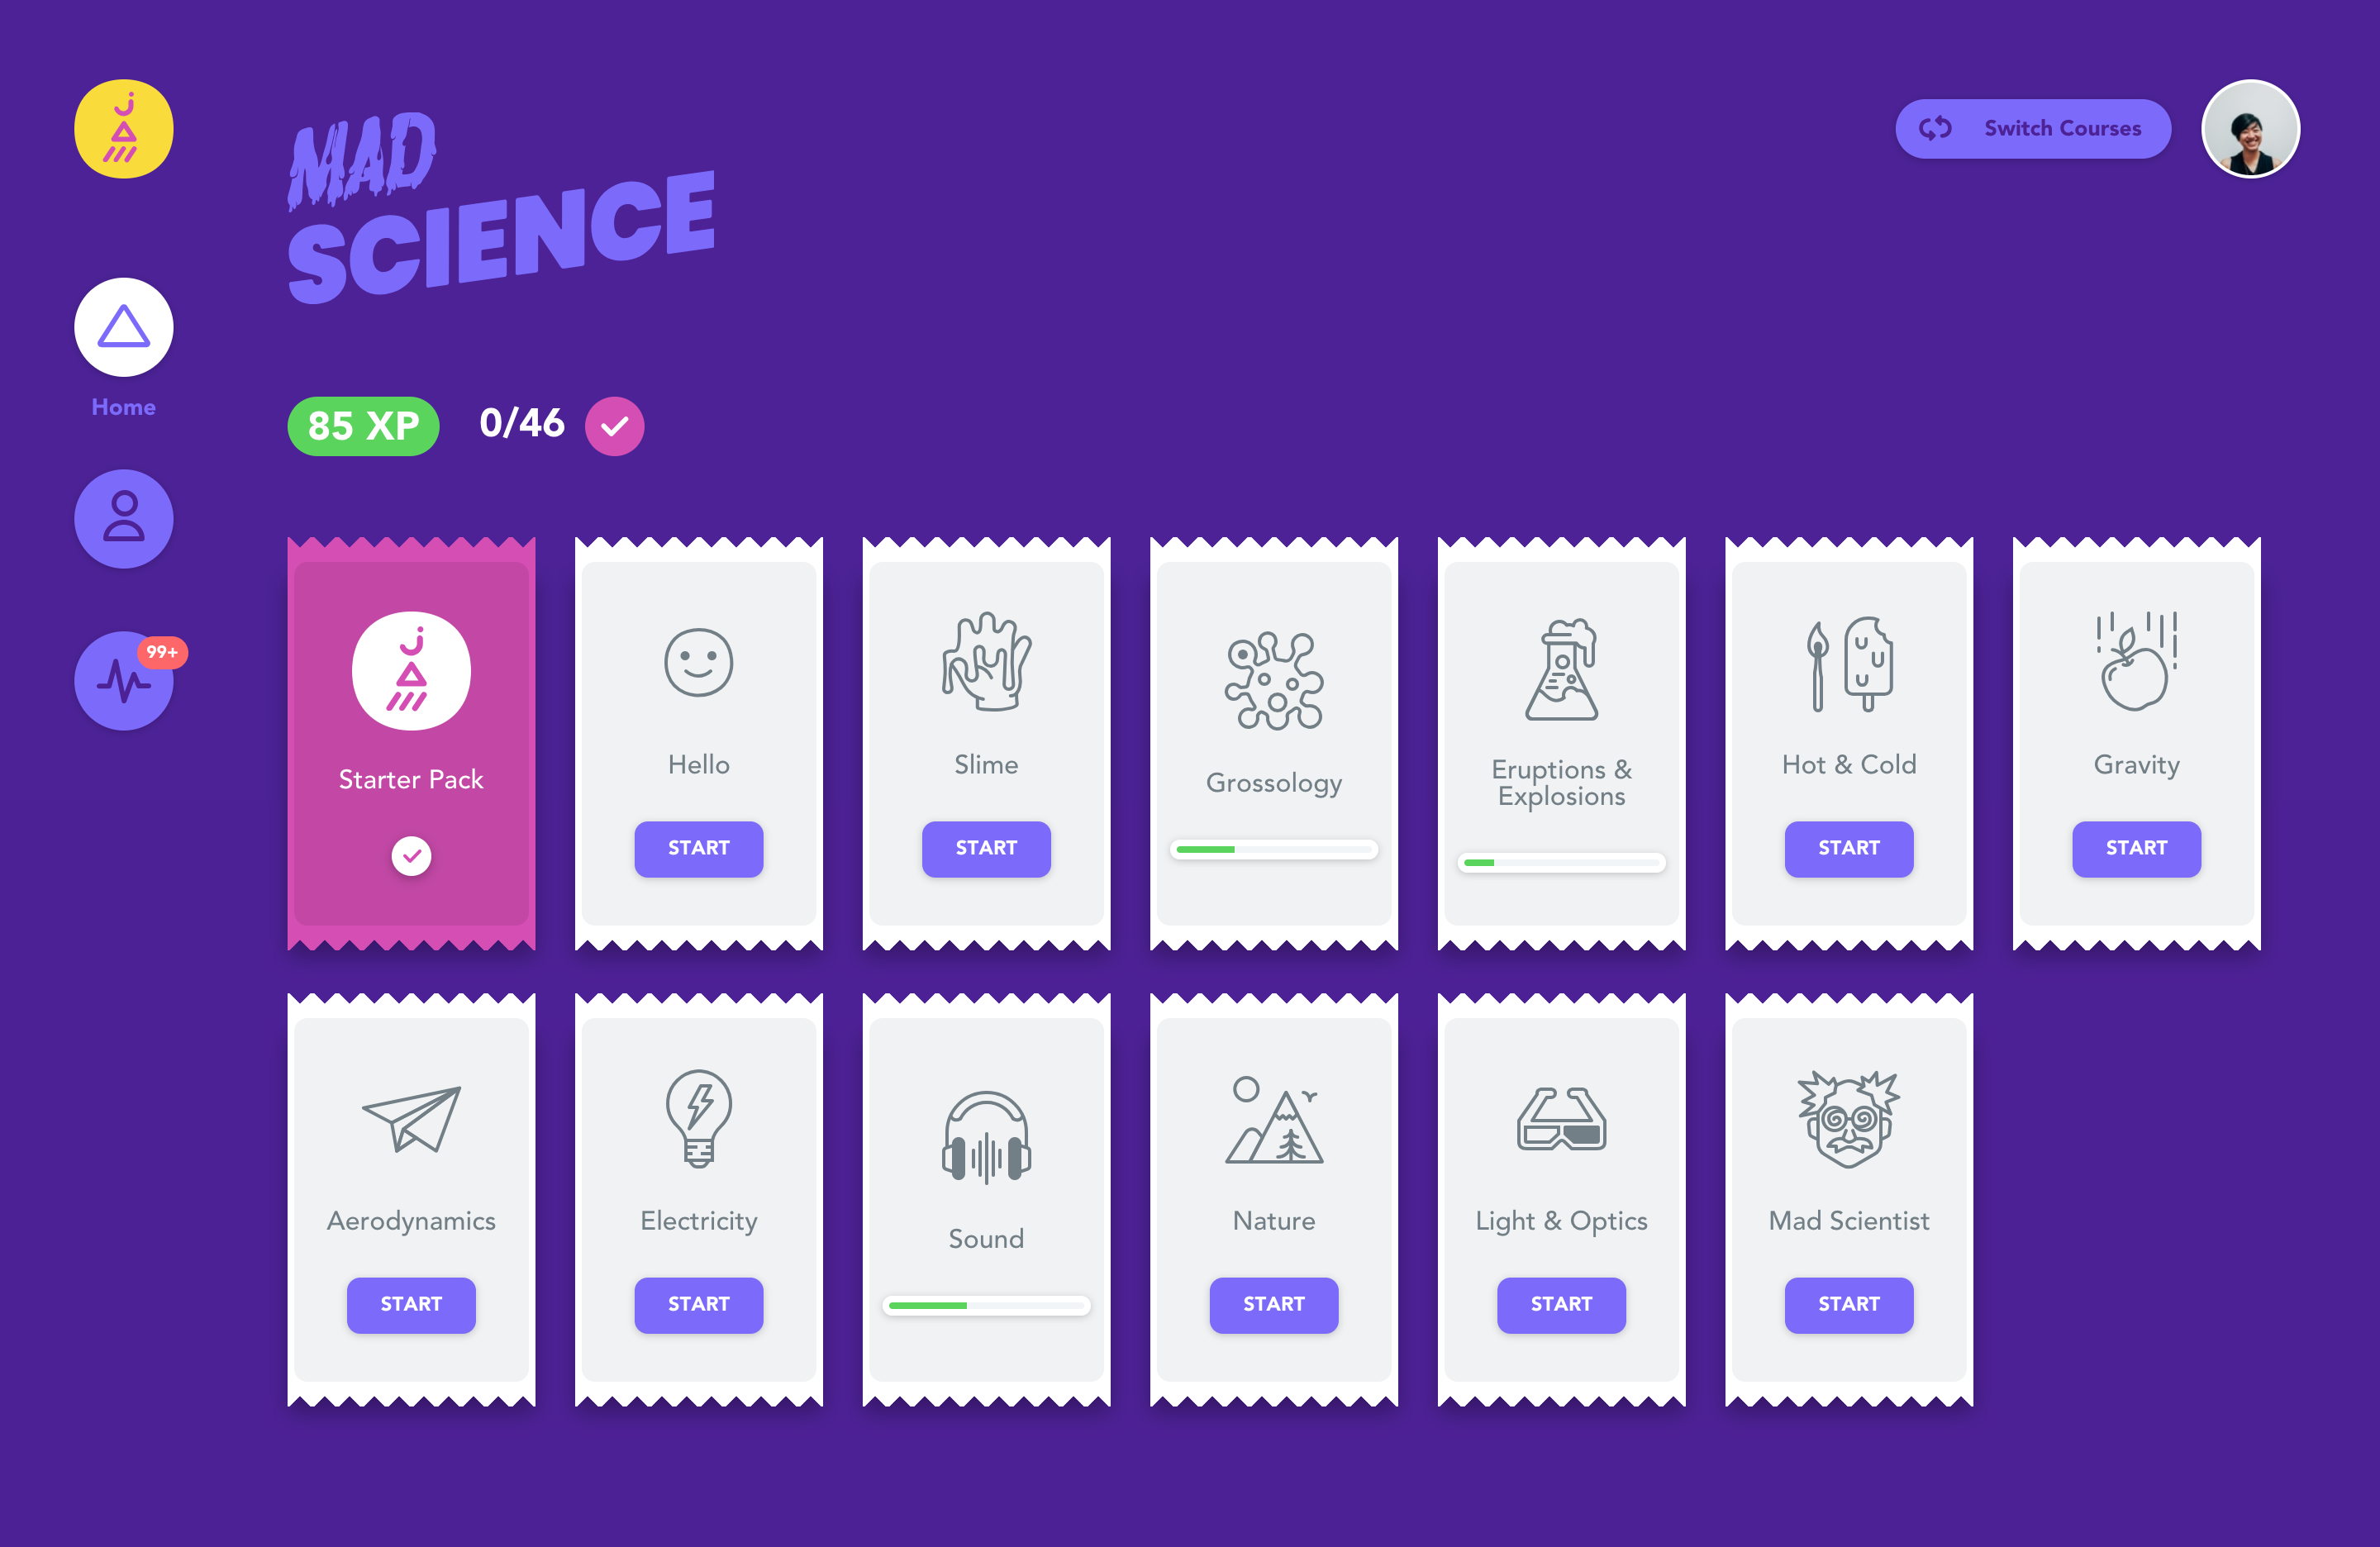 MAD
SCIENCE
Switch Courses
Home
85 XP
0/46
99+
Starter Pack
Hello
START
Slime
START
Grossology
Eruptions &
Explosions
Hot & Cold
START
Gravity
START
Aerodynamics
START
Electricity
START
Sound
Nature
START
Light & Optics
START
Mad Scientist
START